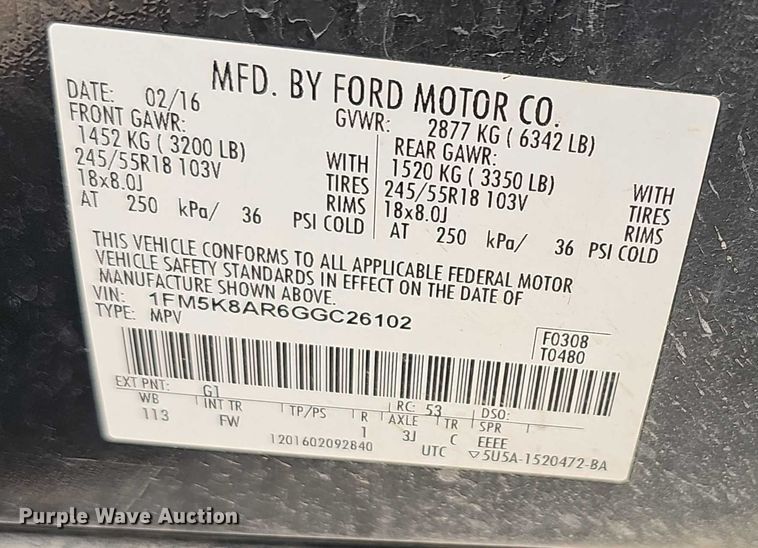 MFD. BY FORD MOTOR CO.
DATE: 02/16 GVWR: 2877 KG ( 6342 LB)
FRONT GAWR: REAR GAWR:
1452 KG ( 3200 LB) WITH 1520 KG ( 3350 LB) WITH
245/55R18 103V TIRES 245/55R18 103V TIRES
18x8.0J RIMS 18x8.0J RIMS
AT 250 kPa/ 36 PSI COLD AT 250 kPa/ 36 PSI COLD
THIS VEHICLE CONFORMS TO ALL APPLICABLE FEDERAL MOTOR
VEHICLE SAFETY STANDARDS IN EFFECT ON THE DATE OF
MANUFACTURE SHOWN ABOVE.
VIN: 1FM5K8AR6GGC26102
TYPE: MPV
F0308
T0480
EXT PNT: G1 RC: 53 DSO:
WB INT TR TP/PS R AXLE TR SPR
113 FW 1 3J C EEEE
1201602092840 UTC ▽5U5A-1520472-BA
Purple Wave Auction